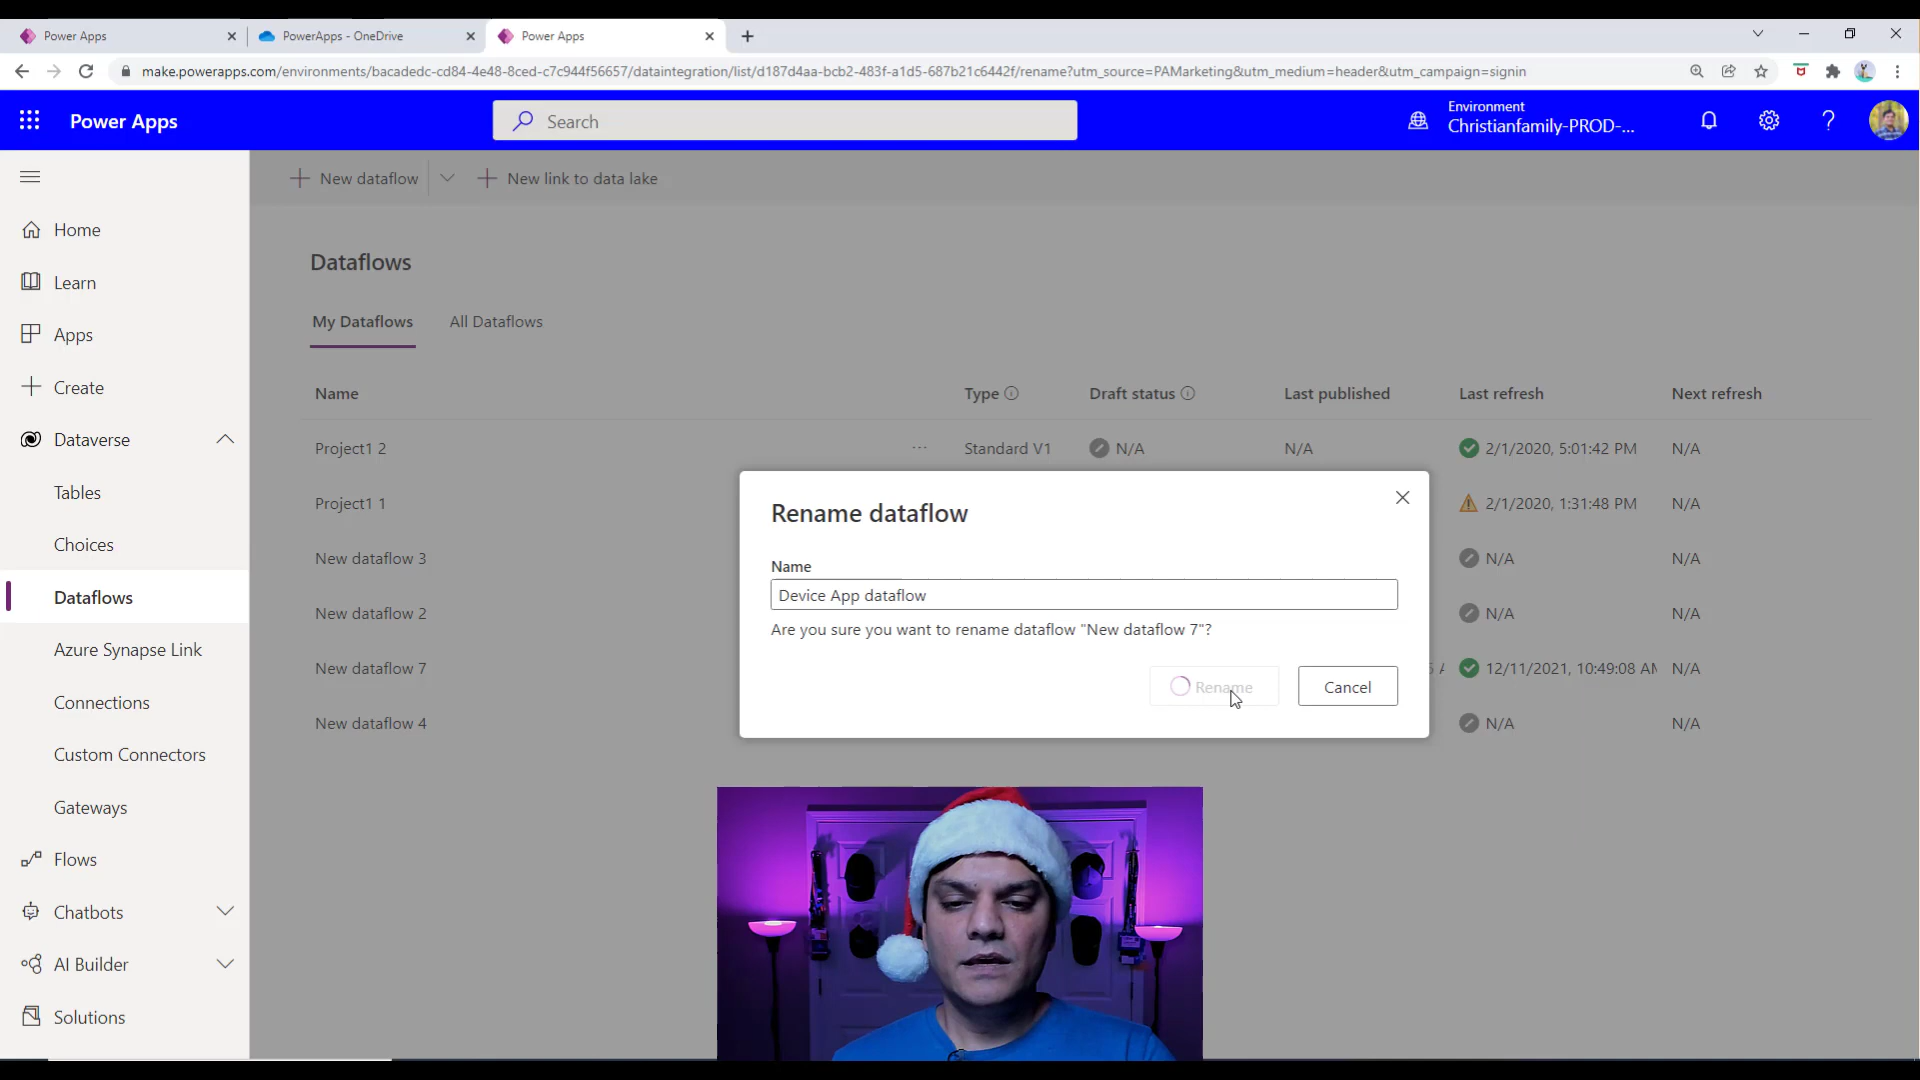 Power Apps
PowerApps - OneDrive
Power Apps
make.powerapps.com/environments/bacadedc-cd84-4e48-8ced-c7c944f56657/dataintegration/list/d187d4aa-bcb2-483f-a1d5-687b21c6442f/rename?utm_source=PAMarketing&utm_medium=header&utm_campaign=signin
Power Apps
Search
Environment
Christianfamily-PROD-...
New dataflow
New link to data lake
Home
Learn
Apps
Create
Dataverse
Tables
Choices
Dataflows
Azure Synapse Link
Connections
Custom Connectors
Gateways
Flows
Chatbots
AI Builder
Solutions
Dataflows
My Dataflows All Dataflows
Name Type Draft status Last published Last refresh Next refresh
Project1 2 ... Standard V1 N/A N/A 2/1/2020, 5:01:42 PM N/A
Project1 1 2/1/2020, 1:31:48 PM N/A
New dataflow 3 N/A N/A
New dataflow 2 N/A N/A
New dataflow 7 12/11/2021, 10:49:08 N/A
New dataflow 4 N/A N/A
Rename dataflow
Name
Device App dataflow
Are you sure you want to rename dataflow "New dataflow 7"?
Rename
Cancel